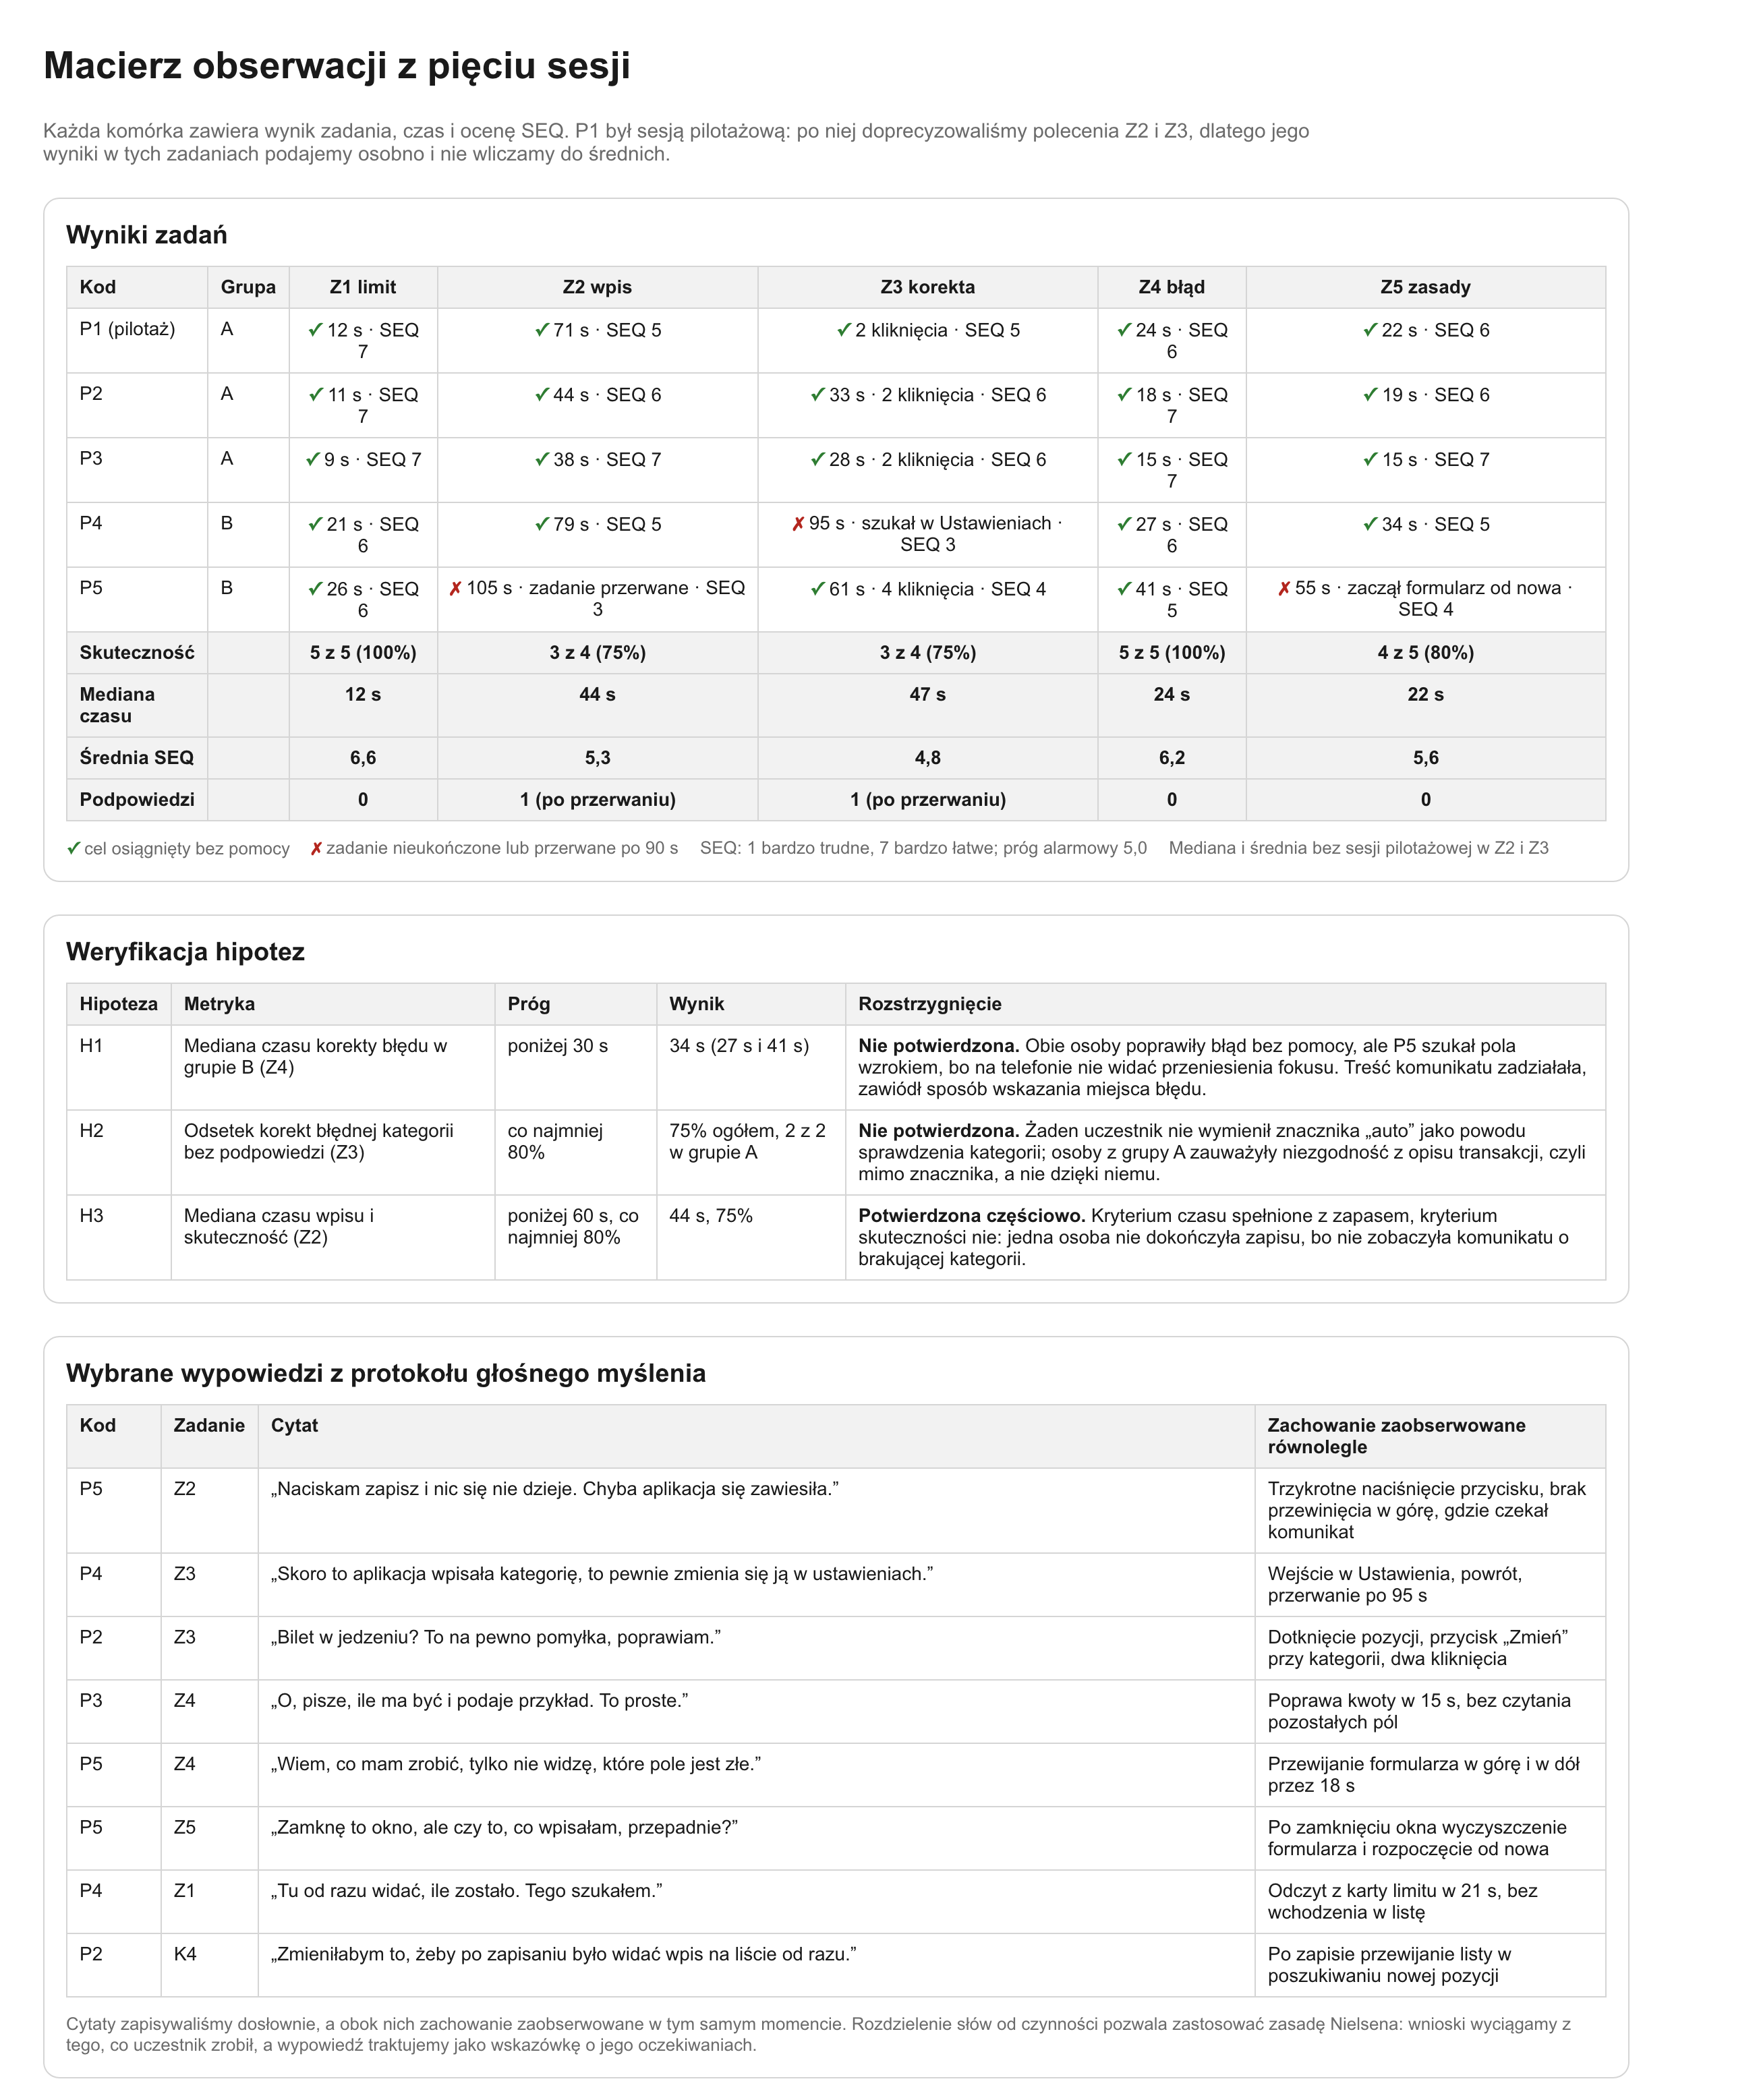 Macierz obserwacji z pięciu sesji
Każda komórka zawiera wynik zadania, czas i ocenę SEQ. P1 był sesją pilotażową: po niej doprecyzowaliśmy polecenia Z2 i Z3, dlatego jego
wyniki w tych zadaniach podajemy osobno i nie wliczamy do średnich.
Wyniki zadań
Kod Grupa Z1 limit Z2 wpis Z3 korekta Z4 błąd Z5 zasady
P1 (pilotaż) A ✓ 12 s · SEQ 7 ✓ 71 s · SEQ 5 ✓ 2 kliknięcia · SEQ 5 ✓ 24 s · SEQ 6 ✓ 22 s · SEQ 6
P2 A ✓ 11 s · SEQ 7 ✓ 44 s · SEQ 6 ✓ 33 s · 2 kliknięcia · SEQ 6 ✓ 18 s · SEQ 7 ✓ 19 s · SEQ 6
P3 A ✓ 9 s · SEQ 7 ✓ 38 s · SEQ 7 ✓ 28 s · 2 kliknięcia · SEQ 6 ✓ 15 s · SEQ 7 ✓ 15 s · SEQ 7
P4 B ✓ 21 s · SEQ 6 ✓ 79 s · SEQ 5 ✗ 95 s · szukał w Ustawieniach · SEQ 3 ✓ 27 s · SEQ 6 ✓ 34 s · SEQ 5
P5 B ✓ 26 s · SEQ 6 ✗ 105 s · zadanie przerwane · SEQ 3 ✓ 61 s · 4 kliknięcia · SEQ 4 ✓ 41 s · SEQ 5 ✗ 55 s · zaczął formularz od nowa · SEQ 4
Skuteczność 5 z 5 (100%) 3 z 4 (75%) 3 z 4 (75%) 5 z 5 (100%) 4 z 5 (80%)
Mediana czasu 12 s 44 s 47 s 24 s 22 s
Średnia SEQ 6,6 5,3 4,8 6,2 5,6
Podpowiedzi 0 1 (po przerwaniu) 1 (po przerwaniu) 0 0
✓ cel osiągnięty bez pomocy ✗ zadanie nieukończone lub przerwane po 90 s SEQ: 1 bardzo trudne, 7 bardzo łatwe; próg alarmowy 5,0 Mediana i średnia bez sesji pilotażowej w Z2 i Z3
Weryfikacja hipotez
Hipoteza Metryka Próg Wynik Rozstrzygnięcie
H1
Mediana czasu korekty błędu w
grupie B (Z4)
poniżej 30 s
34 s (27 s i 41 s)
Nie potwierdzona. Obie osoby poprawiły błąd bez pomocy, ale P5 szukał pola
wzrokiem, bo na telefonie nie widać przeniesienia fokusu. Treść komunikatu zadziałała,
zawiódł sposób wskazania miejsca błędu.
H2
Odsetek korekt błędnej kategorii
bez podpowiedzi (Z3)
co najmniej
80%
75% ogółem, 2 z 2
w grupie A
Nie potwierdzona. Żaden uczestnik nie wymienił znacznika „auto” jako powodu
sprawdzenia kategorii; osoby z grupy A zauważyły niezgodność z opisu transakcji, czyli
mimo znacznika, a nie dzięki niemu.
H3
Mediana czasu wpisu i
skuteczność (Z2)
poniżej 60 s, co
najmniej 80%
44 s, 75%
Potwierdzona częściowo. Kryterium czasu spełnione z zapasem, kryterium
skuteczności nie: jedna osoba nie dokończyła zapisu, bo nie zobaczyła komunikatu o
brakującej kategorii.
Wybrane wypowiedzi z protokołu głośnego myślenia
Kod Zadanie Cytat Zachowanie zaobserwowane równolegle
P5 Z2 „Naciskam zapisz i nic się nie dzieje. Chyba aplikacja się zawiesiła.”
Trzykrotne naciśnięcie przycisku, brak
przewinięcia w górę, gdzie czekał
komunikat
P4 Z3 „Skoro to aplikacja wpisała kategorię, to pewnie zmienia się ją w ustawieniach.”
Wejście w Ustawienia, powrót,
przerwanie po 95 s
P2 Z3 „Bilet w jedzeniu? To na pewno pomyłka, poprawiam.”
Dotknięcie pozycji, przycisk „Zmień”
przy kategorii, dwa kliknięcia
P3 Z4 „O, pisze, ile ma być i podaje przykład. To proste.”
Poprawa kwoty w 15 s, bez czytania
pozostałych pól
P5 Z4 „Wiem, co mam zrobić, tylko nie widzę, które pole jest złe.”
Przewijanie formularza w górę i w dół
przez 18 s
P5 Z5 „Zamknę to okno, ale czy to, co wpisałam, przepadnie?”
Po zamknięciu okna wyczyszczenie
formularza i rozpoczęcie od nowa
P4 Z1 „Tu od razu widać, ile zostało. Tego szukałem.”
Odczyt z karty limitu w 21 s, bez
wchodzenia w listę
P2 K4 „Zmieniłabym to, żeby po zapisaniu było widać wpis na liście od razu.”
Po zapisie przewijanie listy w
poszukiwaniu nowej pozycji
Cytaty zapisywaliśmy dosłownie, a obok nich zachowanie zaobserwowane w tym samym momencie. Rozdzielenie słów od czynności pozwala zastosować zasadę Nielsena: wnioski wyciągamy z
tego, co uczestnik zrobił, a wypowiedź traktujemy jako wskazówkę o jego oczekiwaniach.